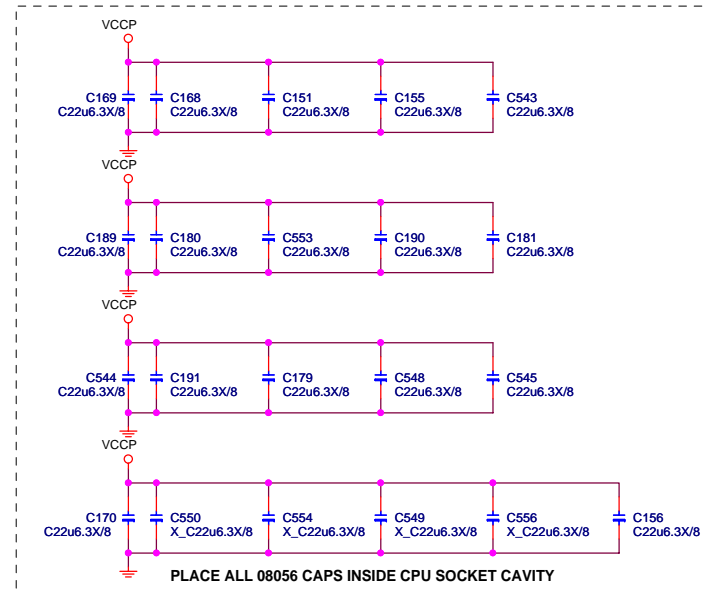 VCCP
C169 C168 C151 C155 C543
C22u6.3X/8 C22u6.3X/8 C22u6.3X/8 C22u6.3X/8 C22u6.3X/8
VCCP
C189 C180 C553 C190 C181
C22u6.3X/8 C22u6.3X/8 C22u6.3X/8 C22u6.3X/8 C22u6.3X/8
VCCP
C544 C191 C179 C548 C545
C22u6.3X/8 C22u6.3X/8 C22u6.3X/8 C22u6.3X/8 C22u6.3X/8
VCCP
C170 C550 C554 C549 C556 C156
C22u6.3X/8 X_C22u6.3X/8 X_C22u6.3X/8 X_C22u6.3X/8 X_C22u6.3X/8 C22u6.3X/8
PLACE ALL 08056 CAPS INSIDE CPU SOCKET CAVITY